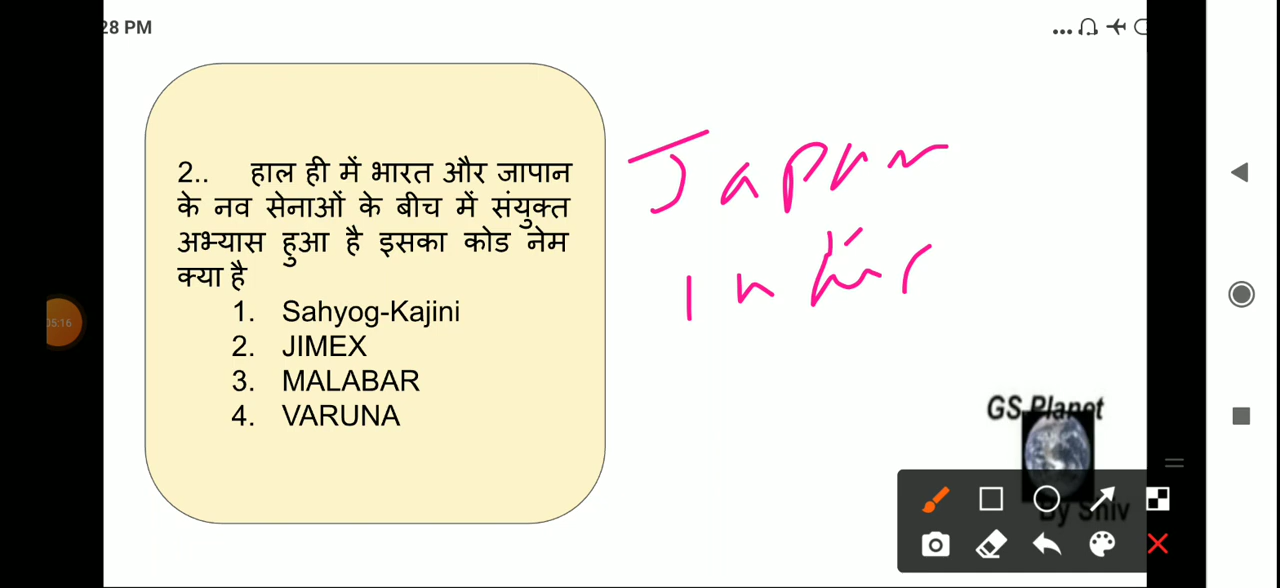 28 PM
2.. हाल ही में भारत और जापान
के नव सेनाओं के बीच में संयुक्त
अभ्यास हुआ है इसका कोड नेम
क्या है
1. Sahyog-Kajini
2. JIMEX
3. MALABAR
4. VARUNA
Japan
India
05:16
GS Planet
By Shiv